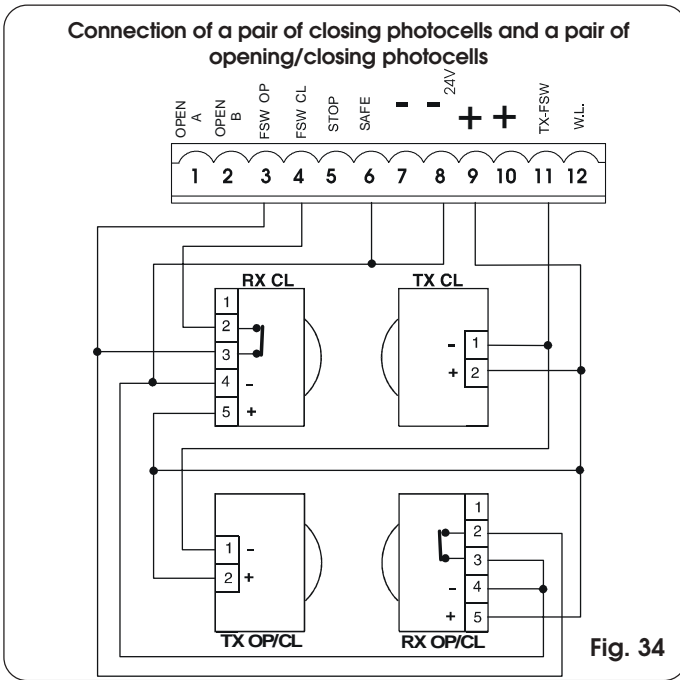 Connection of a pair of closing photocells and a pair of
opening/closing photocells
OPEN A
OPEN B
FSW OP
FSW CL
STOP
SAFE
- - 24V
+ +
TX-FSW
W.L.
1 2 3 4 5 6 7 8 9 10 11 12
RX CL
1
2
3
4 -
5 +
TX CL
- 1
+ 2
1 -
2 +
TX OP/CL
1
2
3
- 4
+ 5
RX OP/CL
Fig. 34